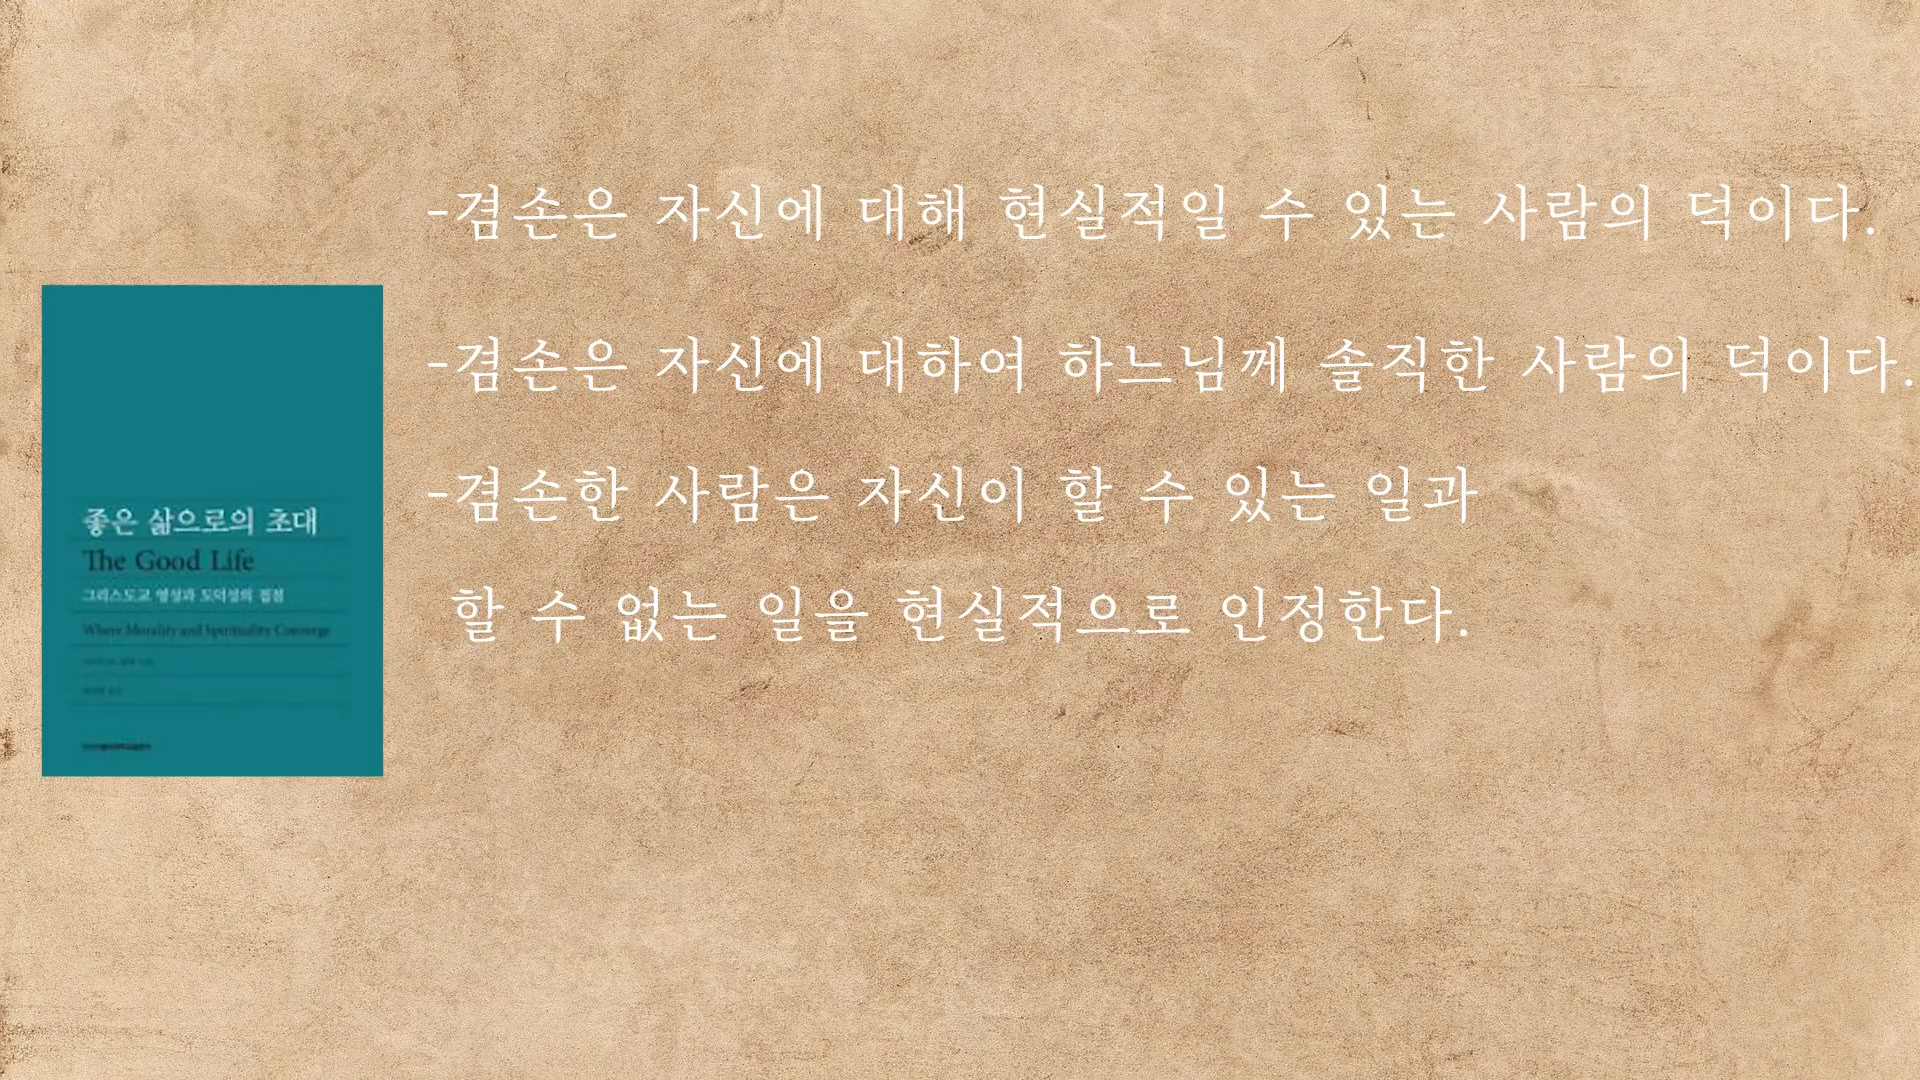 -겸손은 자신에 대해 현실적일 수 있는 사람의 덕이다.
-겸손은 자신에 대하여 하느님께 솔직한 사람의 덕이다.
-겸손한 사람은 자신이 할 수 있는 일과
할 수 없는 일을 현실적으로 인정한다.
좋은 삶으로의 초대
The Good Life
그리스도교 영성과 도덕성의 접점
Where Morality and Spirituality Converge